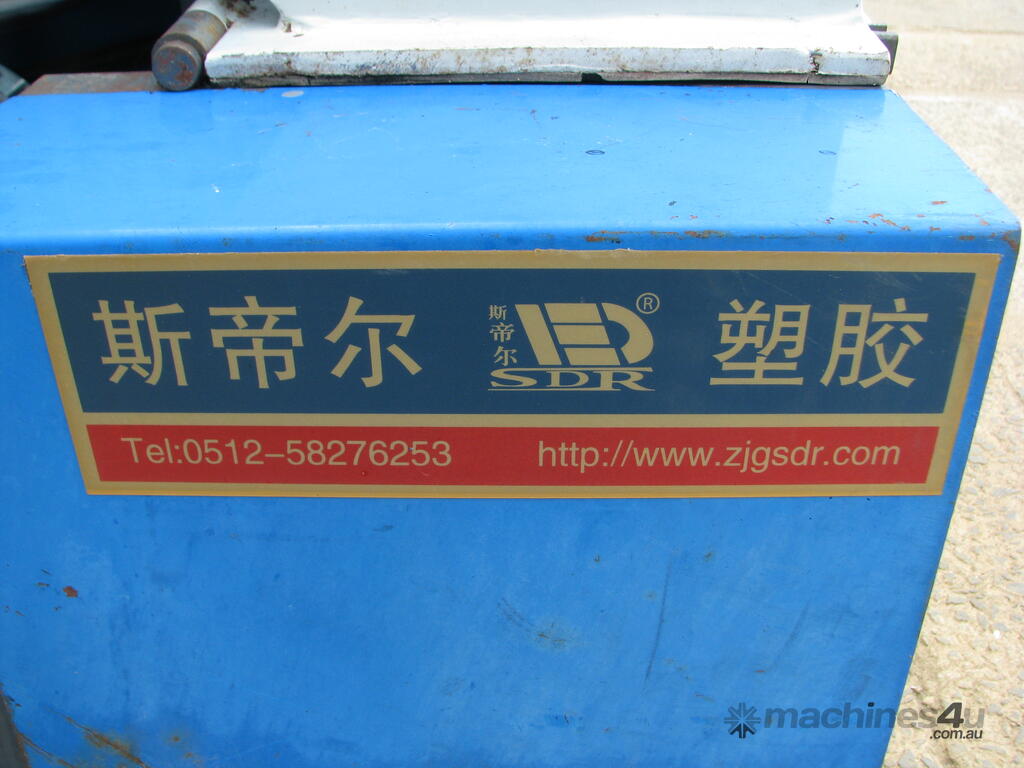 斯帝尔 斯帝尔 SDR ® 塑胶
Tel:0512-58276253 http://www.zjgsdr.com
machines4u
.com.au